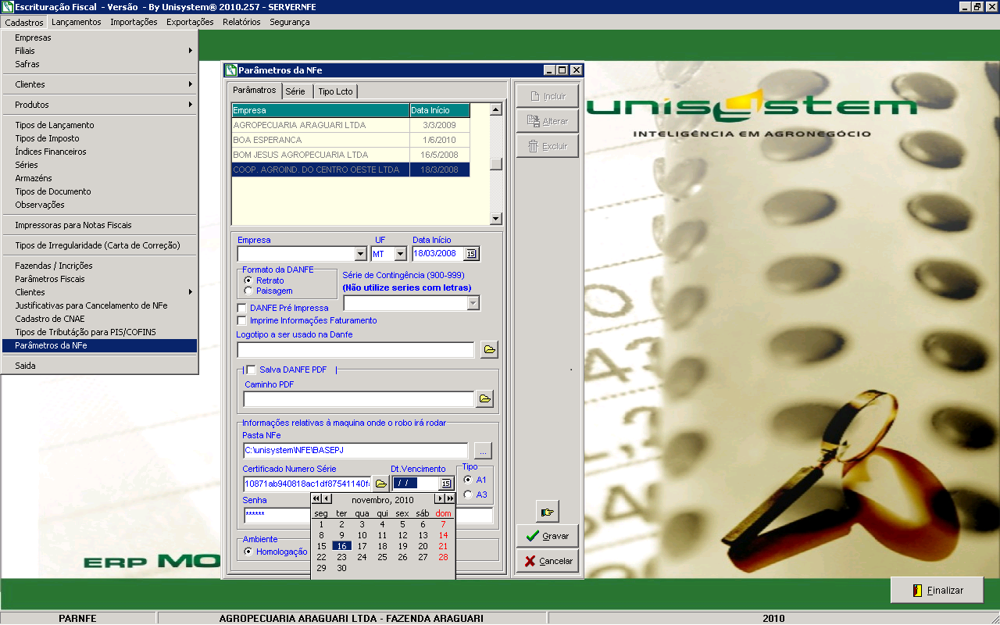 Escrituração Fiscal - Versão - By Unisystem® 2010.257 - SERVERNFE
Cadastros Lançamentos Importações Exportações Relatórios Segurança
Empresas
Filiais
Safras
Clientes
Produtos
Tipos de Lançamento
Tipos de Imposto
Índices Financeiros
Séries
Armazéns
Tipos de Documento
Observações
Impressoras para Notas Fiscais
Tipos de Irregularidade (Carta de Correção)
Fazendas / Incrições
Parâmetros Fiscais
Clientes
Justificativas para Cancelamento de NFe
Cadastro de CNAE
Tipos de Tributação para PIS/COFINS
Parâmetros da NFe
Saida
Parâmetros da NFe
Parâmatros Série Tipo Lcto
Empresa Data Início
AGROPECUARIA ARAGUARI LTDA 3/3/2009
BOA ESPERANCA 1/6/2010
BOM JESUS AGROPECUARIA LTDA 16/5/2008
COOP. AGROIND. DO CENTRO OESTE LTDA 18/3/2008
Empresa UF Data Início
MT 18/03/2008 15
Formato da DANFE
Retrato
Paisagem
Série de Contingência (900-999)
(Não utilize series com letras)
DANFE Pré Impressa
Imprime Informações Faturamento
Logotipo a ser usado na Danfe
Salva DANFE PDF
Caminho PDF
Informações relativas à maquina onde o robo irá rodar
Pasta NFe
C:\unisystem\NFE\BASEPJ ...
Certificado Numero Série Dt.Vencimento Tipo
10871ab940818ac1df87541140f / / 15 A1
A3
Senha
******
novembro, 2010
seg ter qua qui sex sáb dom
1 2 3 4 5 6 7
8 9 10 11 12 13 14
15 16 17 18 19 20 21
22 23 24 25 26 27 28
29 30
Ambiente
Homologação
Incluir
Alterar
Excluir
Gravar
Cancelar
unisystem
INTELIGÊNCIA EM AGRONEGÓCIO
ERP MO
Finalizar
PARNFE AGROPECUARIA ARAGUARI LTDA - FAZENDA ARAGUARI 2010